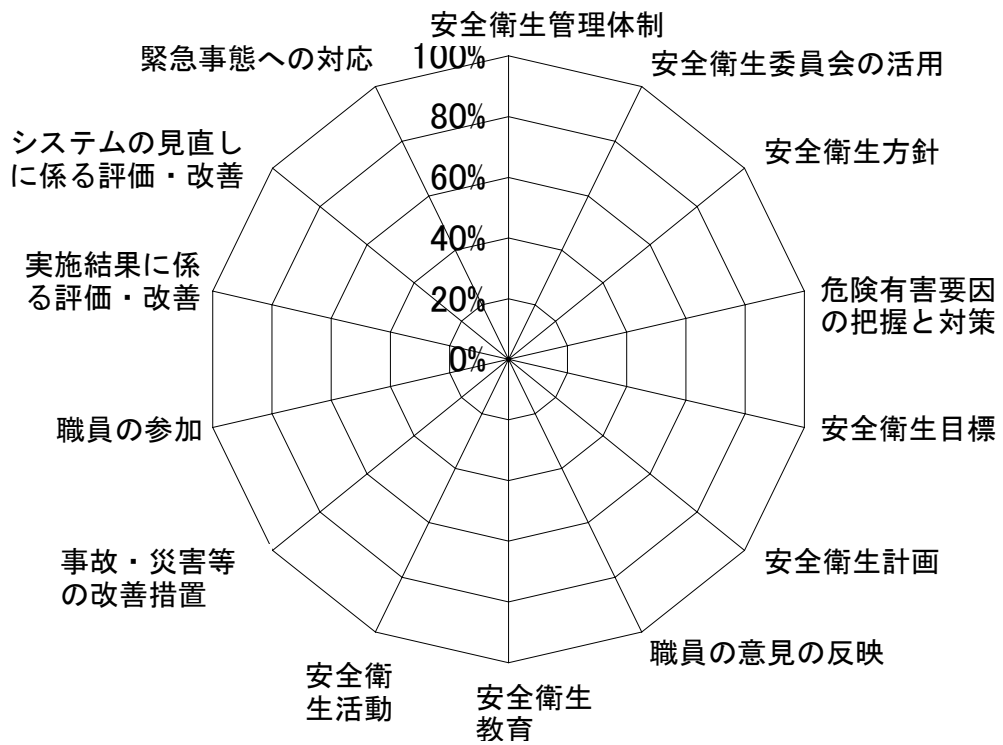 安全衛生管理体制
安全衛生委員会の活用
安全衛生方針
危険有害要因
の把握と対策
安全衛生目標
安全衛生計画
職員の意見の反映
安全衛生
教育
安全衛
生活動
事故・災害等
の改善措置
職員の参加
実施結果に係
る評価・改善
システムの見直し
に係る評価・改善
緊急事態への対応
100%
80%
60%
40%
20%
0%